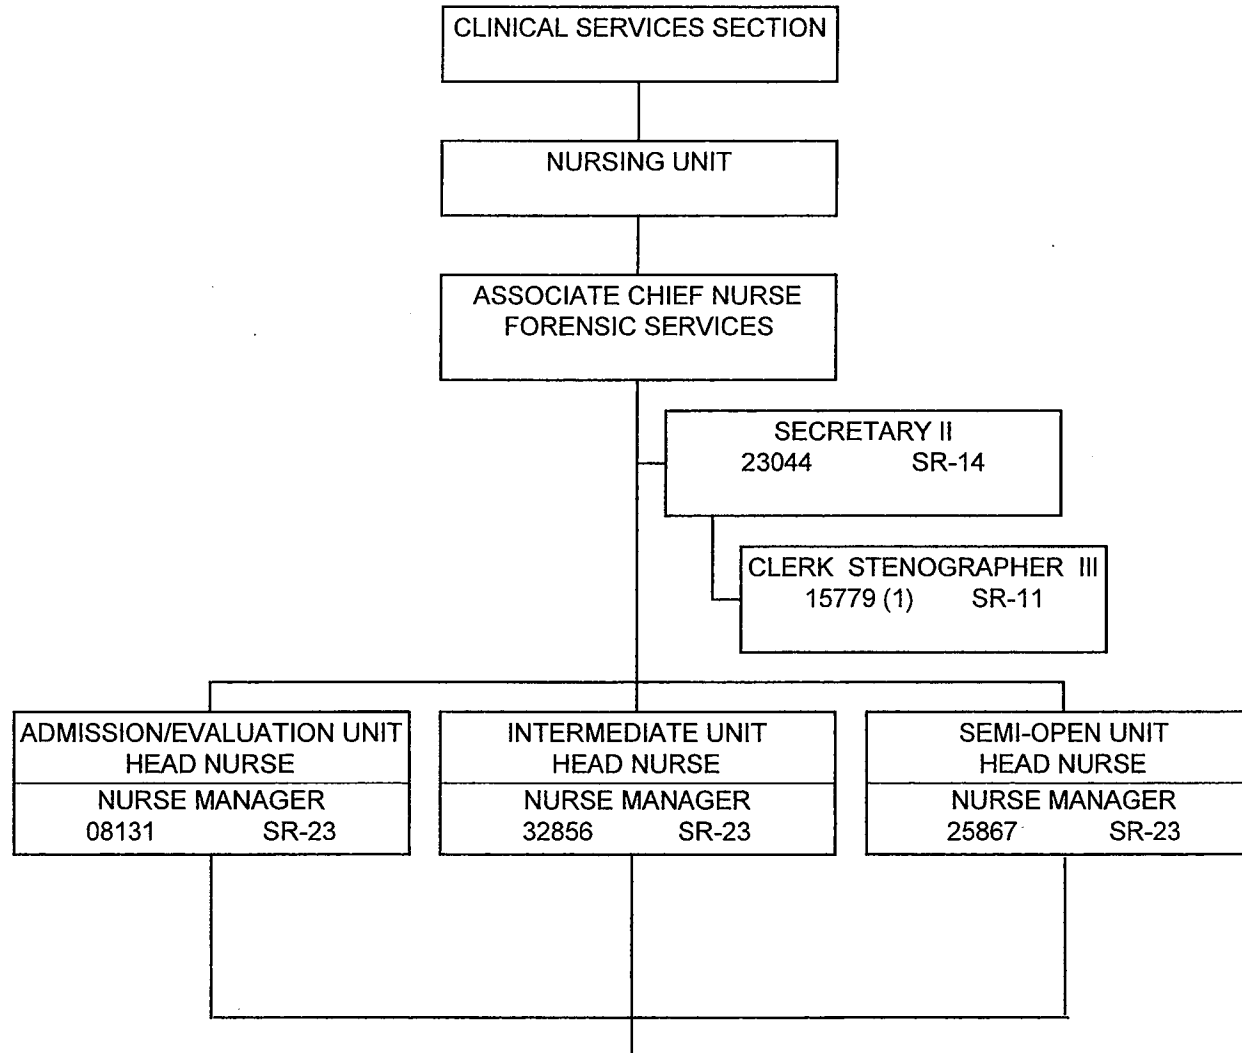 CLINICAL SERVICES SECTION
NURSING UNIT
ASSOCIATE CHIEF NURSE
FORENSIC SERVICES
SECRETARY II
23044 SR-14
CLERK STENOGRAPHER III
15779 (1) SR-11
ADMISSION/EVALUATION UNIT
HEAD NURSE
NURSE MANAGER
08131 SR-23
INTERMEDIATE UNIT
HEAD NURSE
NURSE MANAGER
32856 SR-23
SEMI-OPEN UNIT
HEAD NURSE
NURSE MANAGER
25867 SR-23